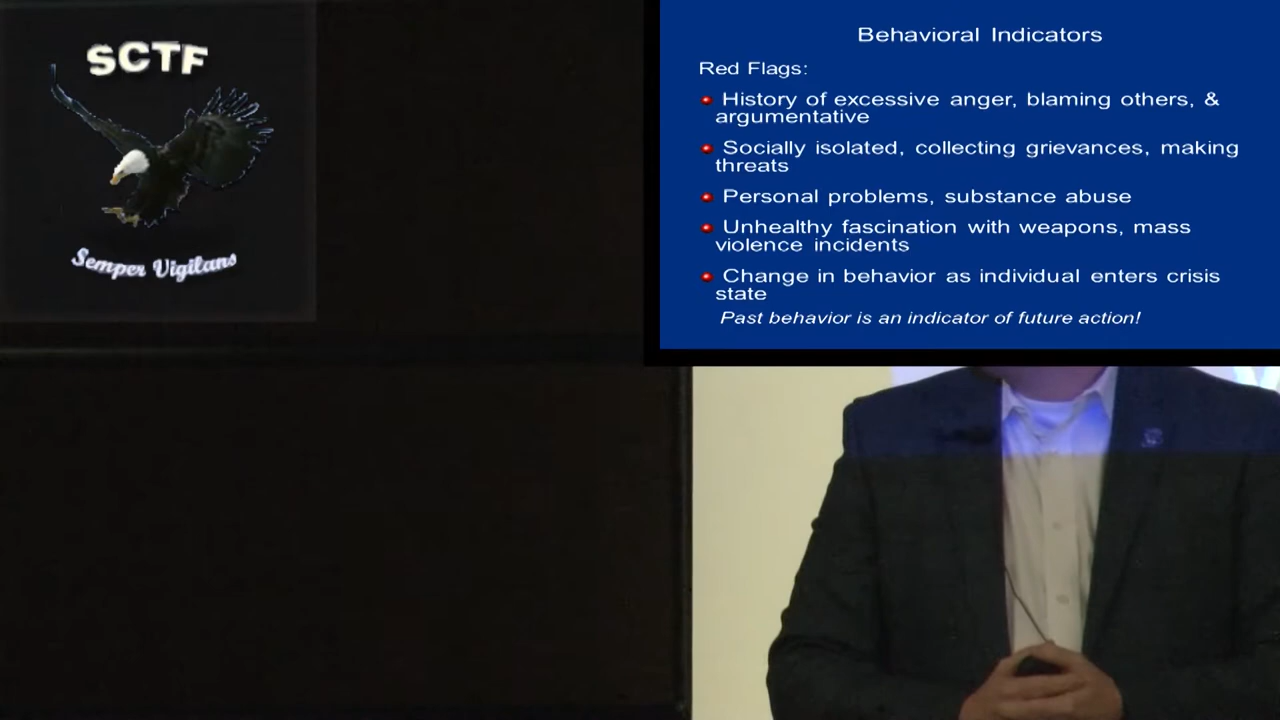 SCTF
Semper Vigilans
Behavioral Indicators
Red Flags:
History of excessive anger, blaming others, &
argumentative
Socially isolated, collecting grievances, making
threats
Personal problems, substance abuse
Unhealthy fascination with weapons, mass
violence incidents
Change in behavior as individual enters crisis
state
Past behavior is an indicator of future action!